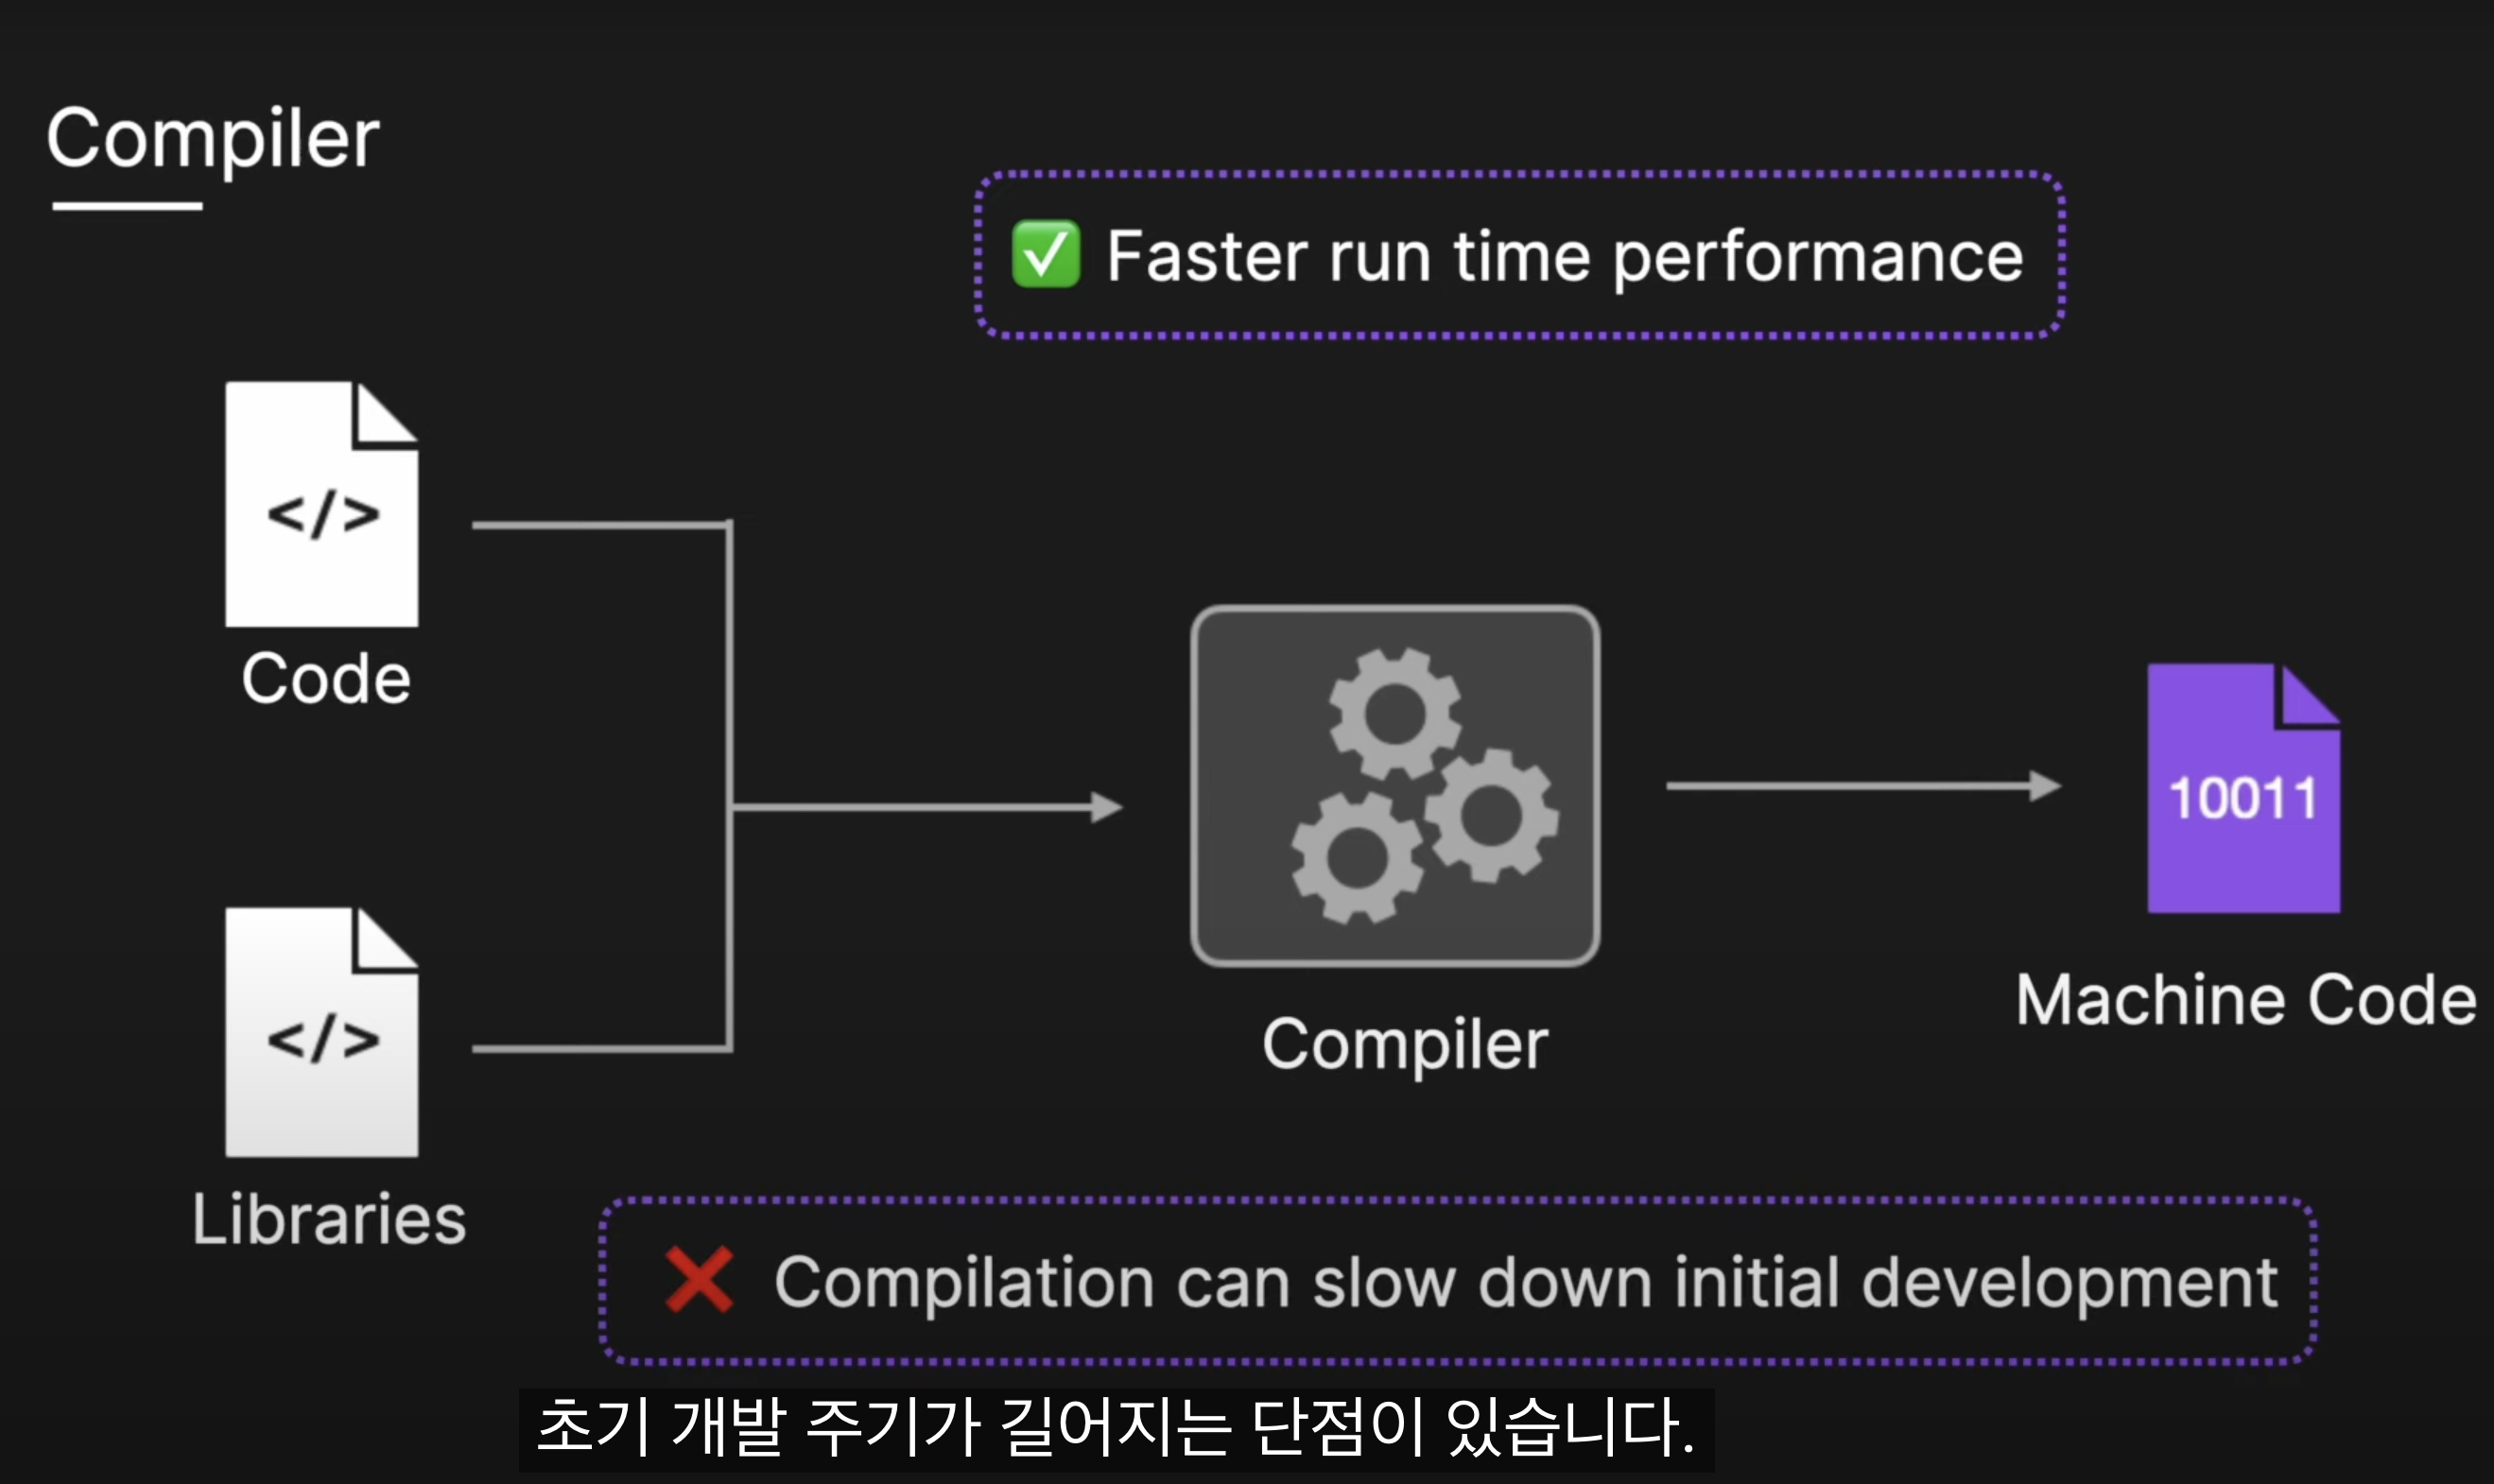 Compiler
✅ Faster run time performance
</>
Code
</>
Libraries
Compiler
10011
Machine Code
❌ Compilation can slow down initial development
초기 개발 주기가 길어지는 단점이 있습니다.